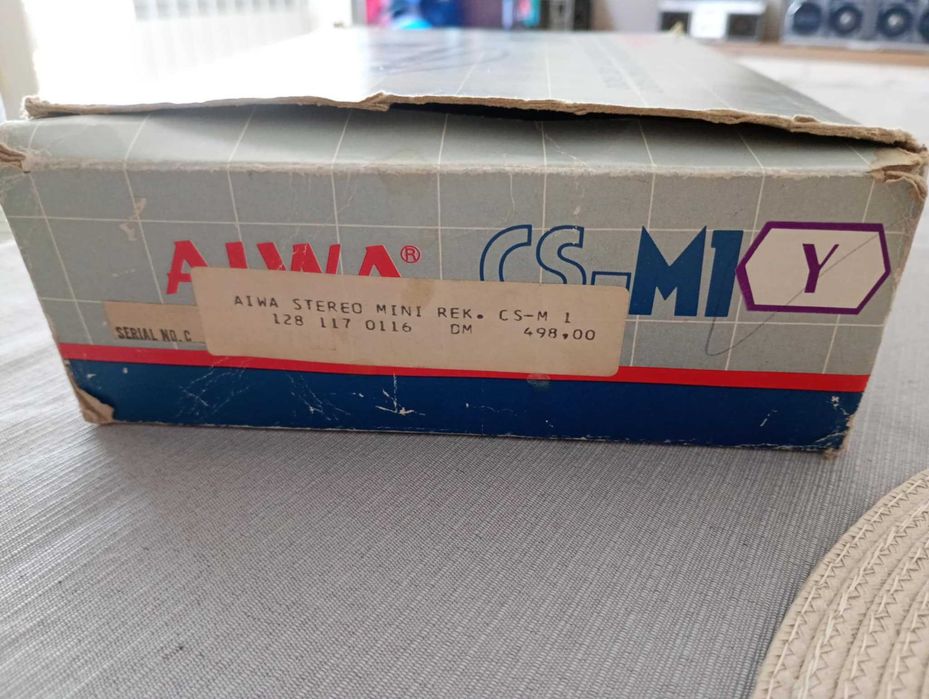 AIWA® CS-M1 Y
AIWA STEREO MINI REK. CS-M 1
128 117 0116 DM 498,00
SERIAL NO. C